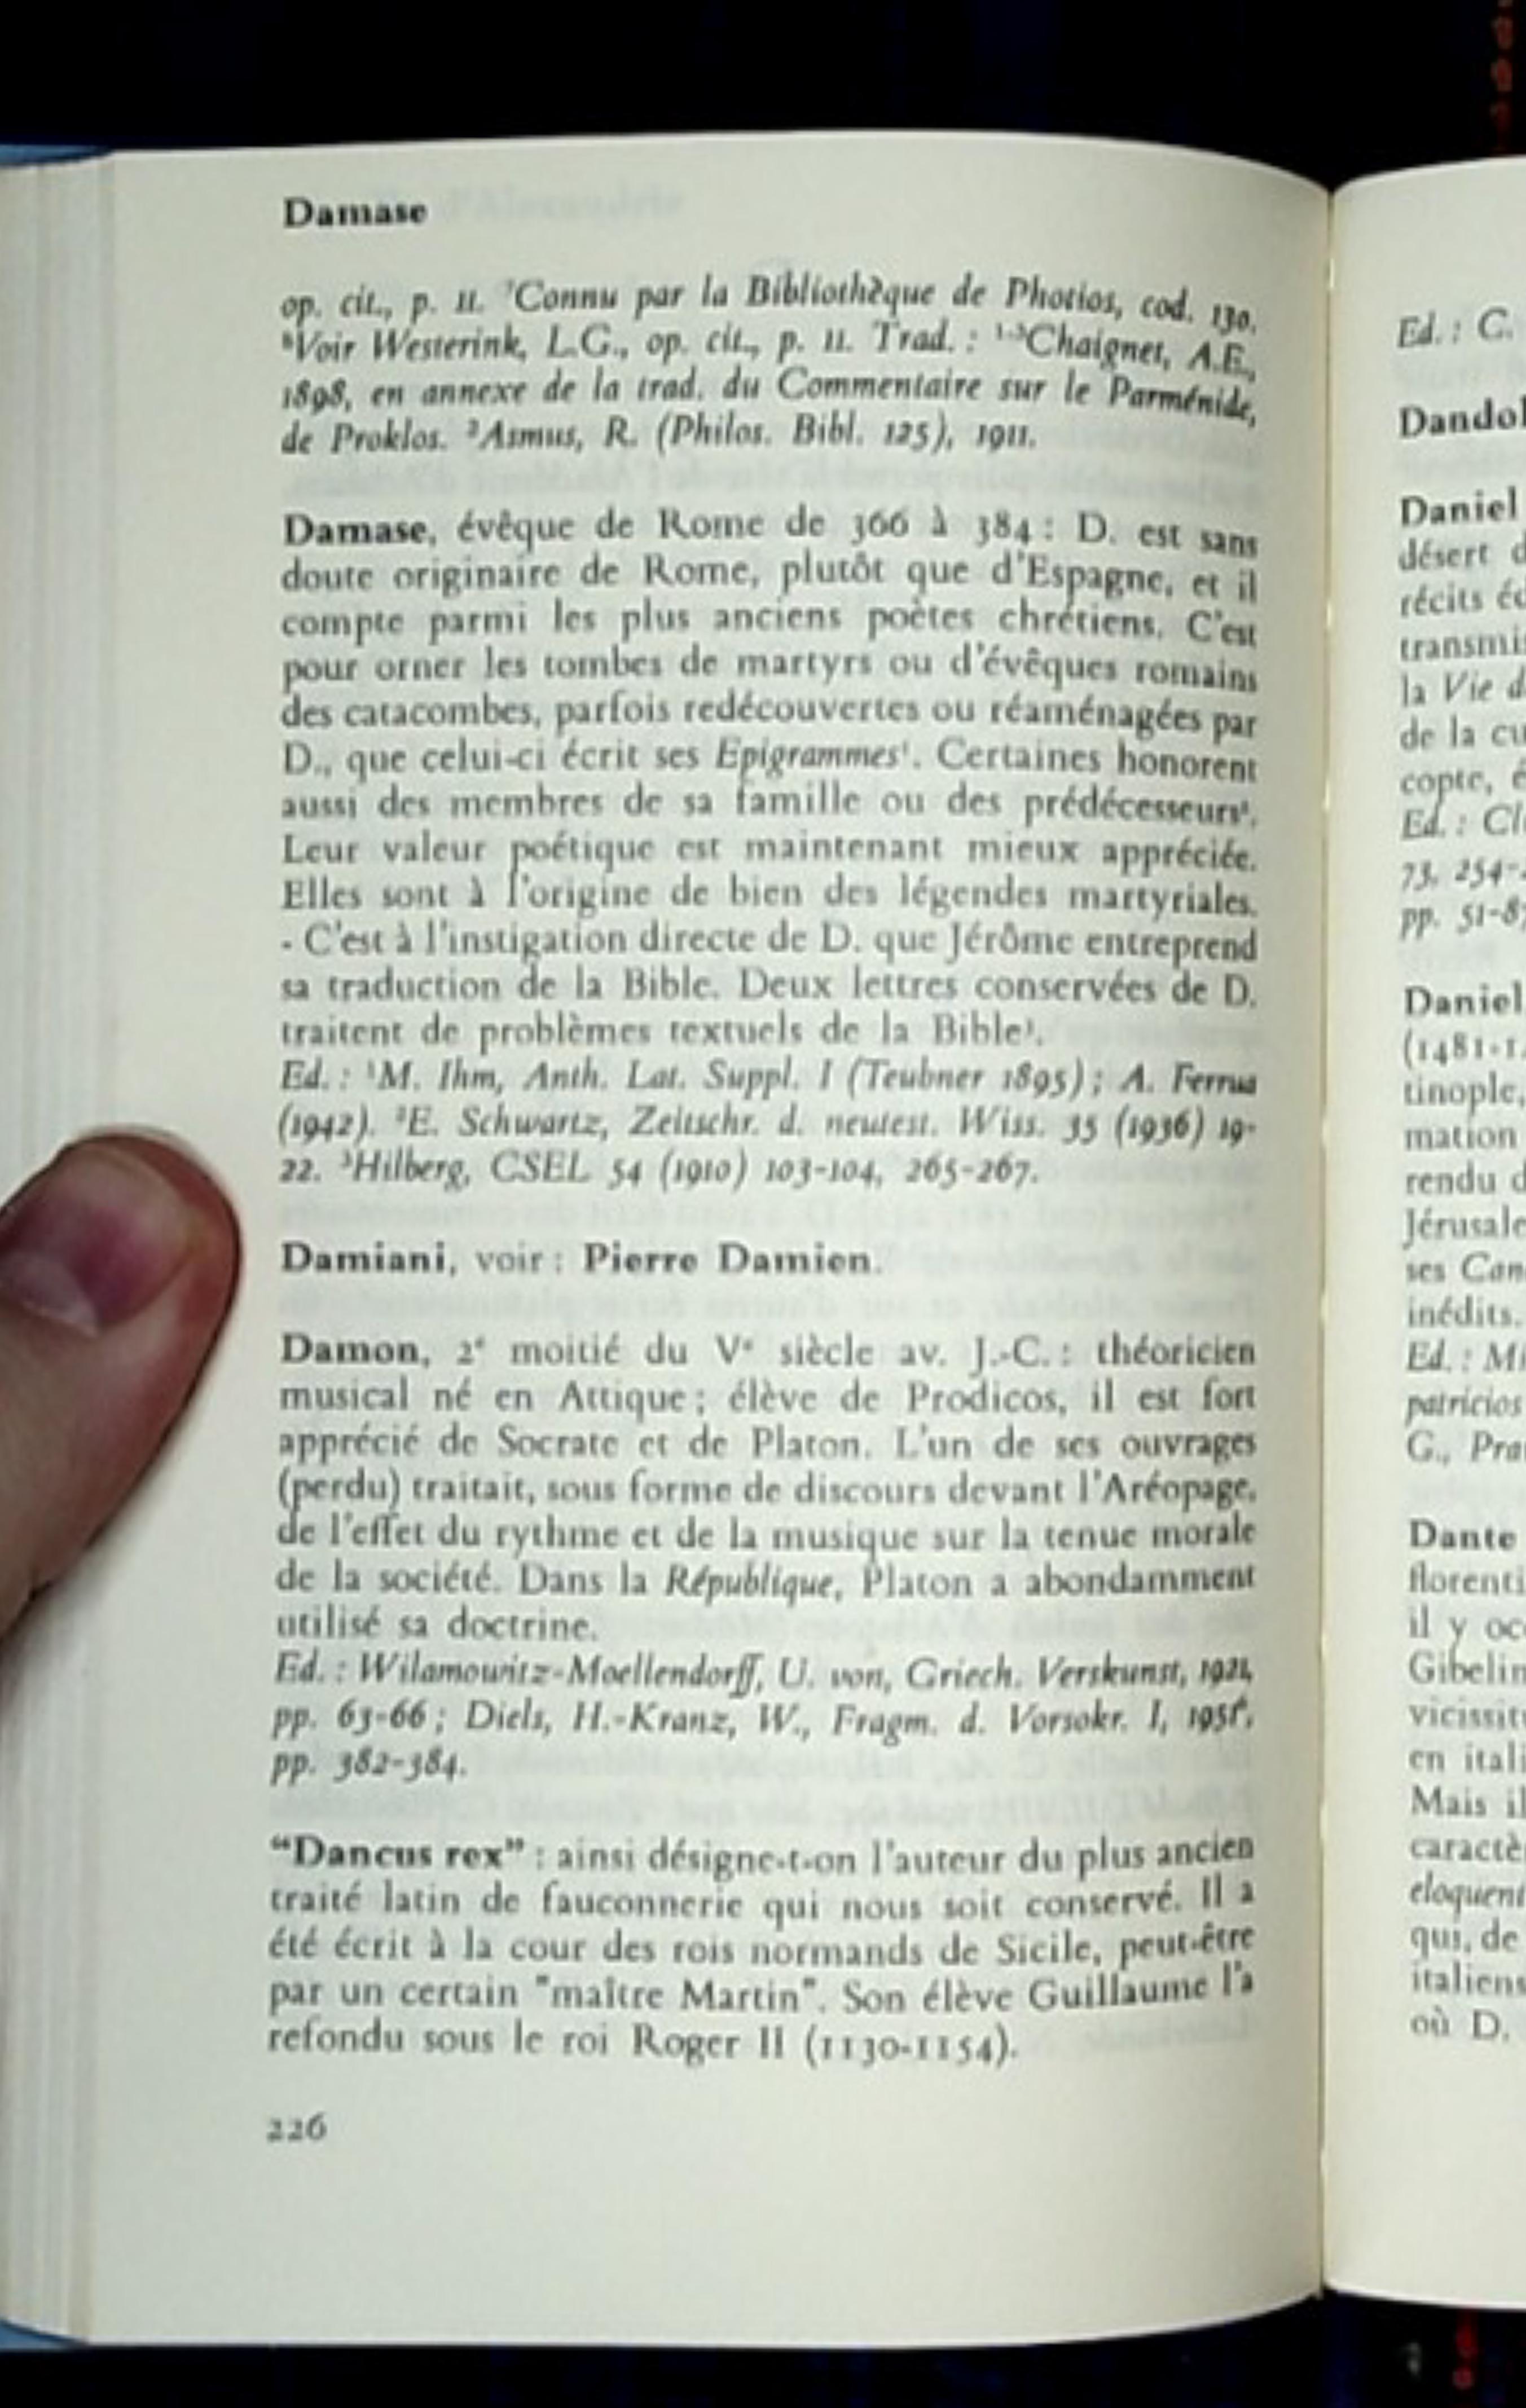 Damase
op. cit., p. 11. ⁷Connu par la Bibliothèque de Photios, cod. 130.
⁸Voir Westerink, L.G., op. cit., p. 11. Trad. : ¹⁻³Chaignet, A.E.,
1898, en annexe de la trad. du Commentaire sur le Parménide,
de Proklos. ³Asmus, R. (Philos. Bibl. 125), 1911.
Damase, évêque de Rome de 366 à 384 : D. est sans
doute originaire de Rome, plutôt que d'Espagne, et il
compte parmi les plus anciens poètes chrétiens. C'est
pour orner les tombes de martyrs ou d'évêques romains
des catacombes, parfois redécouvertes ou réaménagées par
D., que celui-ci écrit ses Epigrammes¹. Certaines honorent
aussi des membres de sa famille ou des prédécesseurs².
Leur valeur poétique est maintenant mieux appréciée.
Elles sont à l'origine de bien des légendes martyriales.
- C'est à l'instigation directe de D. que Jérôme entreprend
sa traduction de la Bible. Deux lettres conservées de D.
traitent de problèmes textuels de la Bible³.
Ed. : ¹M. Ihm, Anth. Lat. Suppl. I (Teubner 1895) ; A. Ferrua
(1942). ²E. Schwartz, Zeitschr. d. neutest. Wiss. 35 (1936) 19-
22. ³Hilberg, CSEL 54 (1910) 103-104, 265-267.
Damiani, voir : Pierre Damien.
Damon, 2ᵉ moitié du Vᵉ siècle av. J.-C. : théoricien
musical né en Attique ; élève de Prodicos, il est fort
apprécié de Socrate et de Platon. L'un de ses ouvrages
(perdu) traitait, sous forme de discours devant l'Aréopage,
de l'effet du rythme et de la musique sur la tenue morale
de la société. Dans la République, Platon a abondamment
utilisé sa doctrine.
Ed. : Wilamowitz-Moellendorff, U. von, Griech. Verskunst, 1921,
pp. 63-66 ; Diels, H.-Kranz, W., Fragm. d. Vorsokr. I, 1951⁶,
pp. 382-384.
"Dancus rex" : ainsi désigne-t-on l'auteur du plus ancien
traité latin de fauconnerie qui nous soit conservé. Il a
été écrit à la cour des rois normands de Sicile, peut-être
par un certain "maître Martin". Son élève Guillaume l'a
refondu sous le roi Roger II (1130-1154).
226
Ed. : C.
Dandol
Daniel
désert d
récits éd
transmis
la Vie d
de la cu
copte, é
Ed. : Cl
73, 254-
pp. 51-8
Daniel
(1481-1
tinople,
mation
rendu d
Jérusale
ses Can
inédits.
Ed. : Mi
patricios
G., Pra
Dante
florenti
il y oc
Gibelin
vicissit
en itali
Mais il
caractè
eloquent
qui, de
italiens
où D.